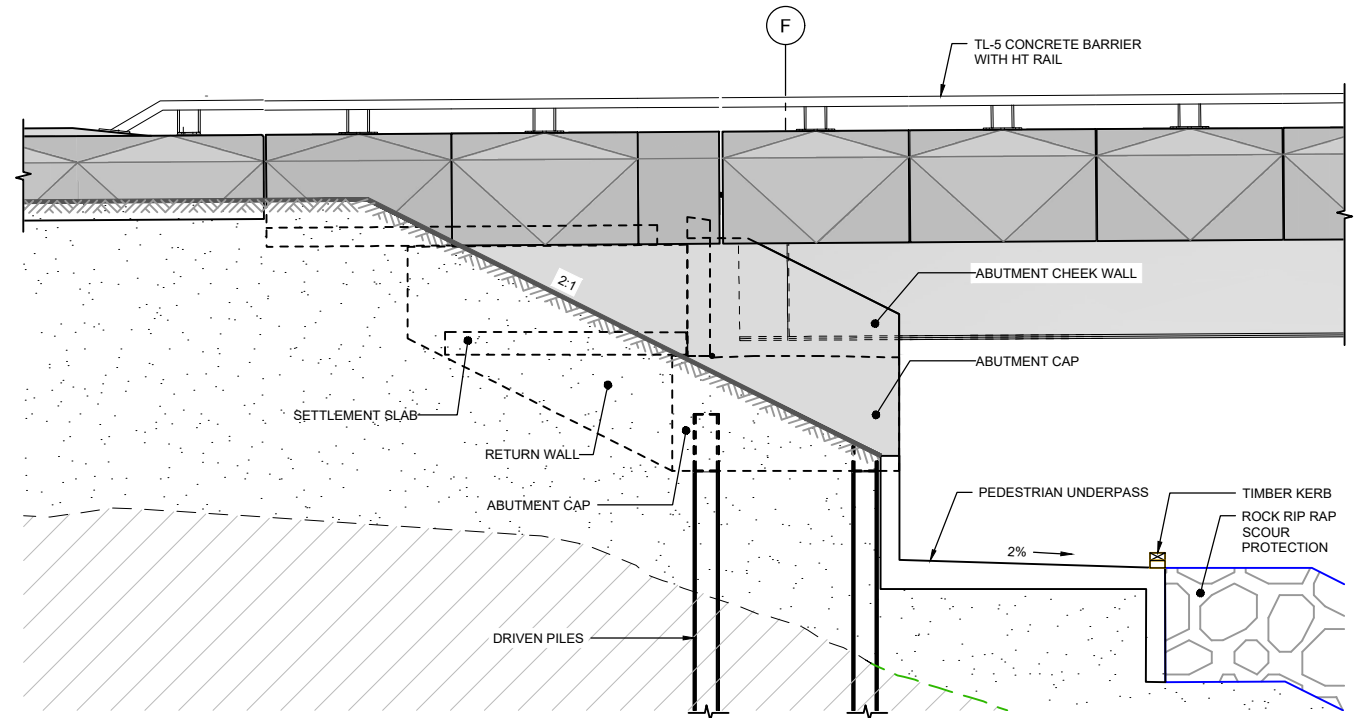 F
TL-5 CONCRETE BARRIER
WITH HT RAIL
2:1
ABUTMENT CHEEK WALL
ABUTMENT CAP
SETTLEMENT SLAB
RETURN WALL
ABUTMENT CAP
PEDESTRIAN UNDERPASS
TIMBER KERB
ROCK RIP RAP
SCOUR
PROTECTION
2%
DRIVEN PILES